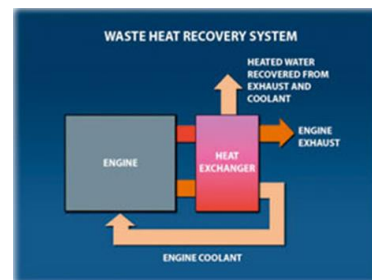 WASTE HEAT RECOVERY SYSTEM
HEATED WATER
RECOVERED FROM
EXHAUST AND
COOLANT
ENGINE
EXHAUST
ENGINE
HEAT
EXCHANGER
ENGINE COOLANT